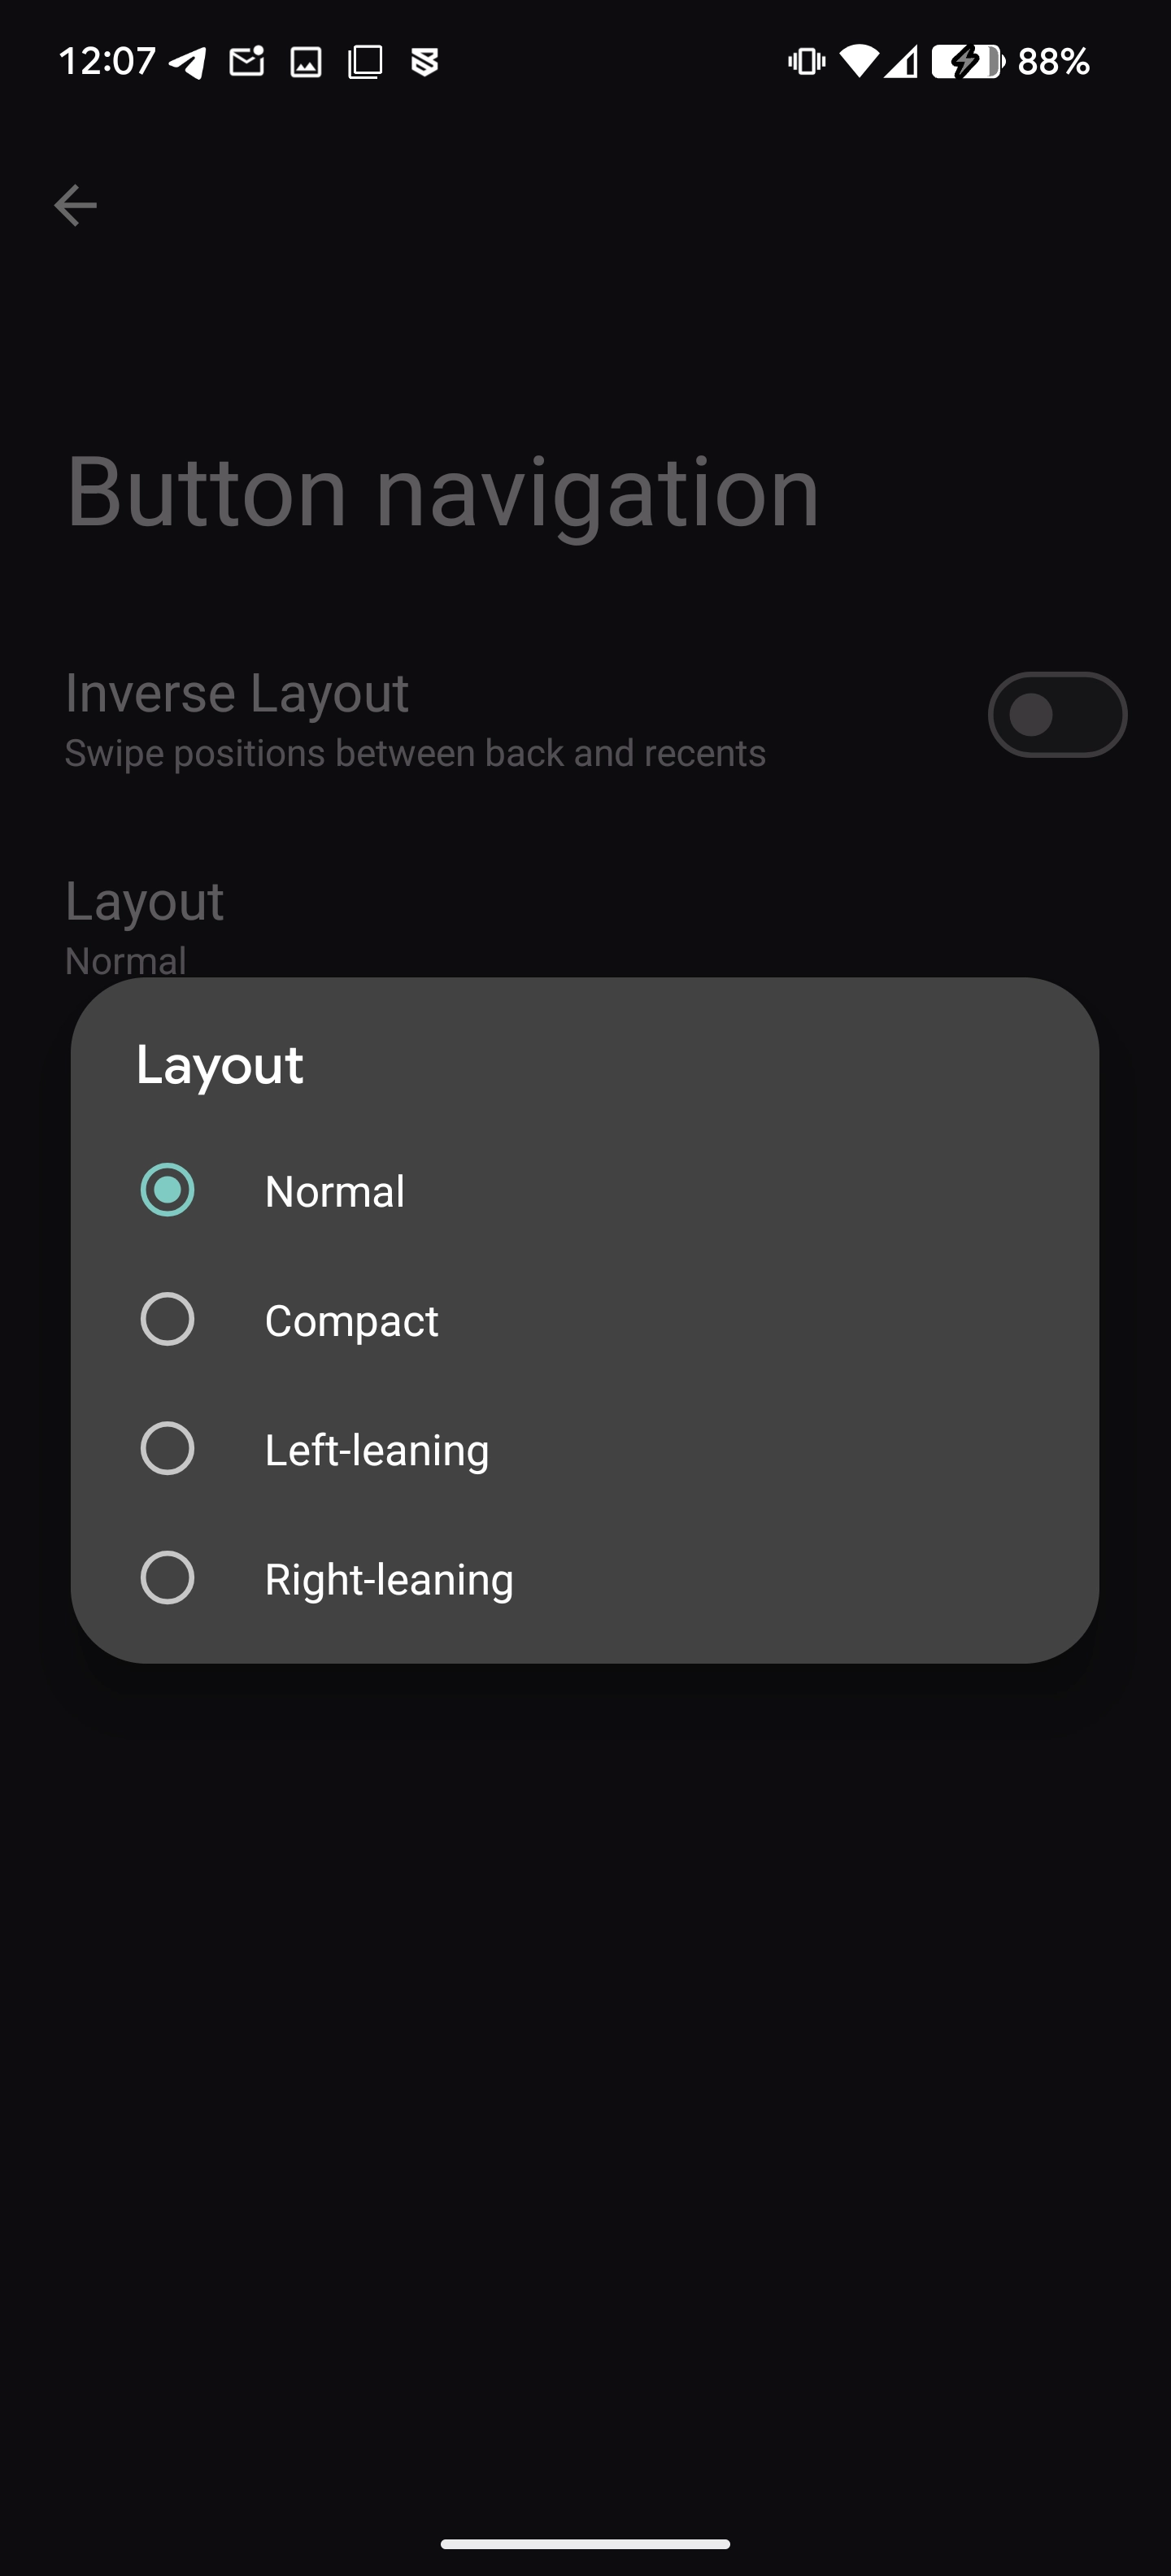 12:07 88%
Button navigation
Inverse Layout
Swipe positions between back and recents
Layout
Normal
Layout
Normal
Compact
Left-leaning
Right-leaning